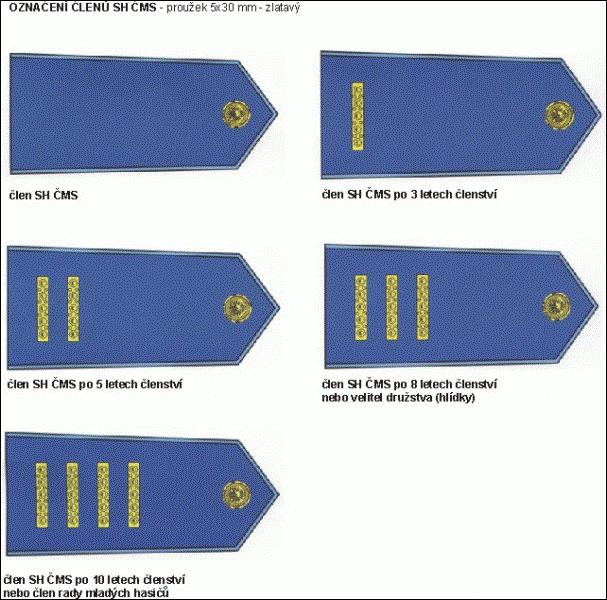 OZNAČENÍ ČLENŮ SH ČMS - proužek 5x30 mm - zlatavý
člen SH ČMS
člen SH ČMS po 3 letech členství
člen SH ČMS po 5 letech členství
člen SH ČMS po 8 letech členství
nebo velitel družstva (hlídky)
člen SH ČMS po 10 letech členství
nebo člen rady mladých hasičů